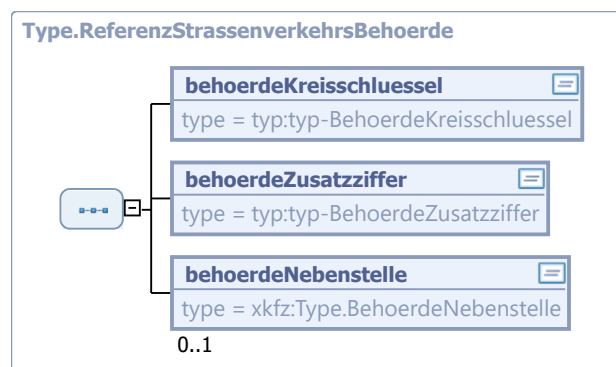 Type.ReferenzStrassenverkehrsBehoerde
behoerdeKreisschluessel
type = typ:typ-BehoerdeKreisschluessel
behoerdeZusatzziffer
type = typ:typ-BehoerdeZusatzziffer
behoerdeNebenstelle
type = xkfz:Type.BehoerdeNebenstelle
0..1